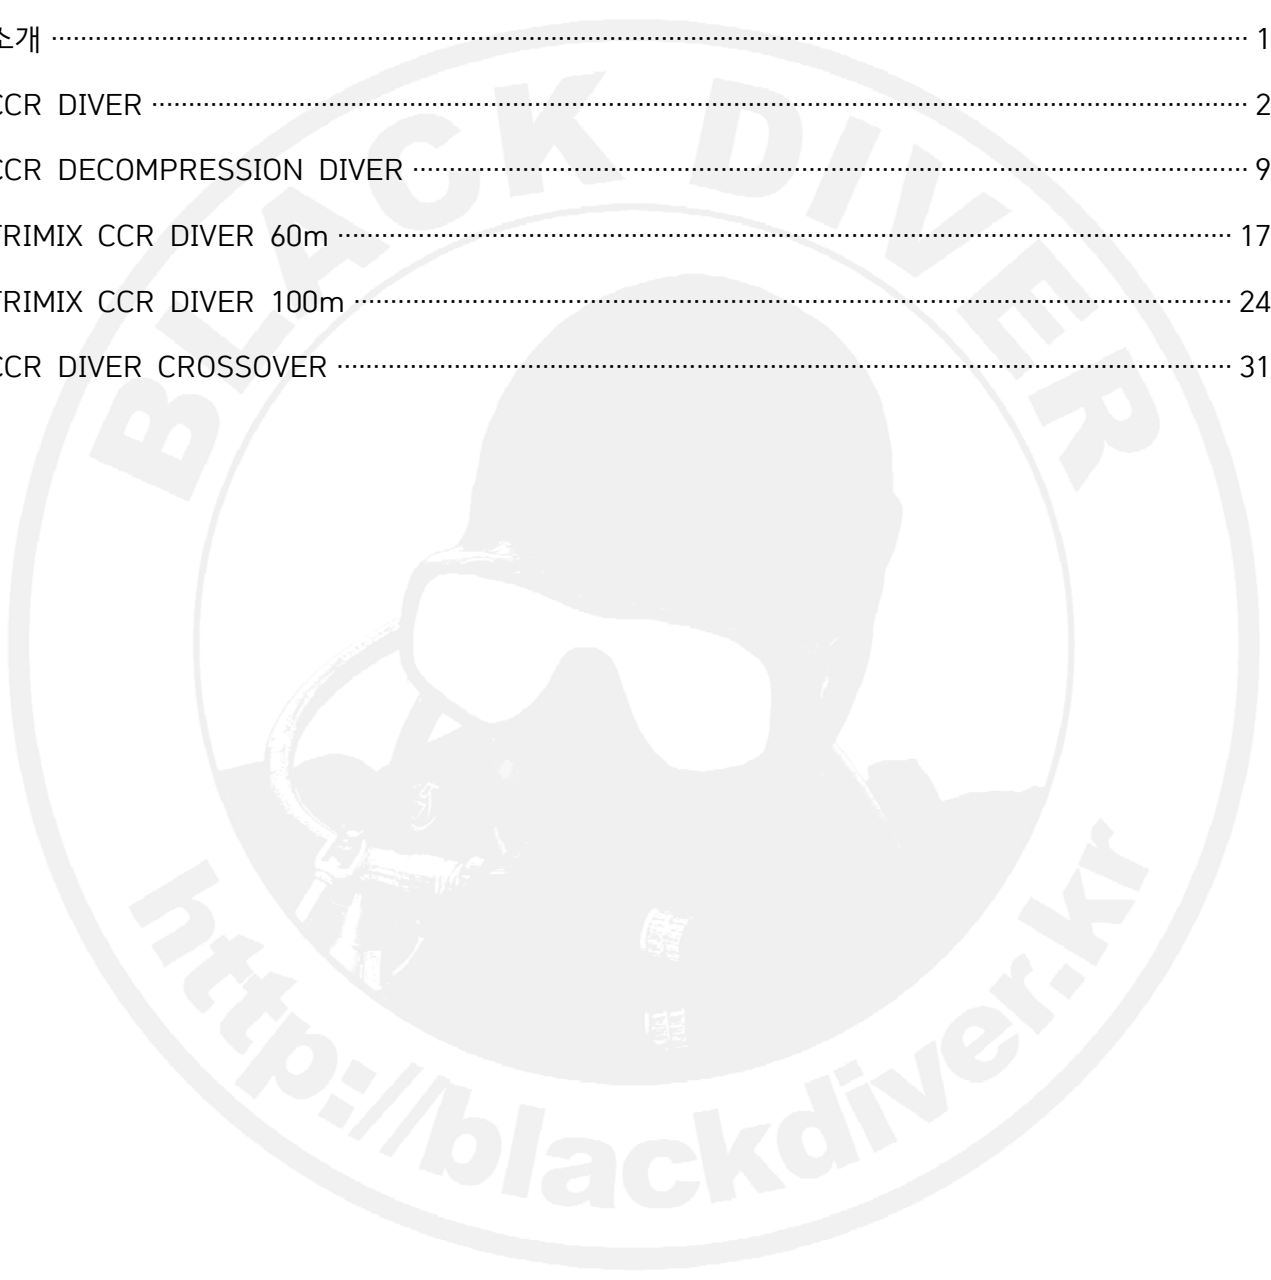 소개 1
CCR DIVER 2
CCR DECOMPRESSION DIVER 9
TRIMIX CCR DIVER 60m 17
TRIMIX CCR DIVER 100m 24
CCR DIVER CROSSOVER 31
BLACK DIVER
http://blackdiver.kr